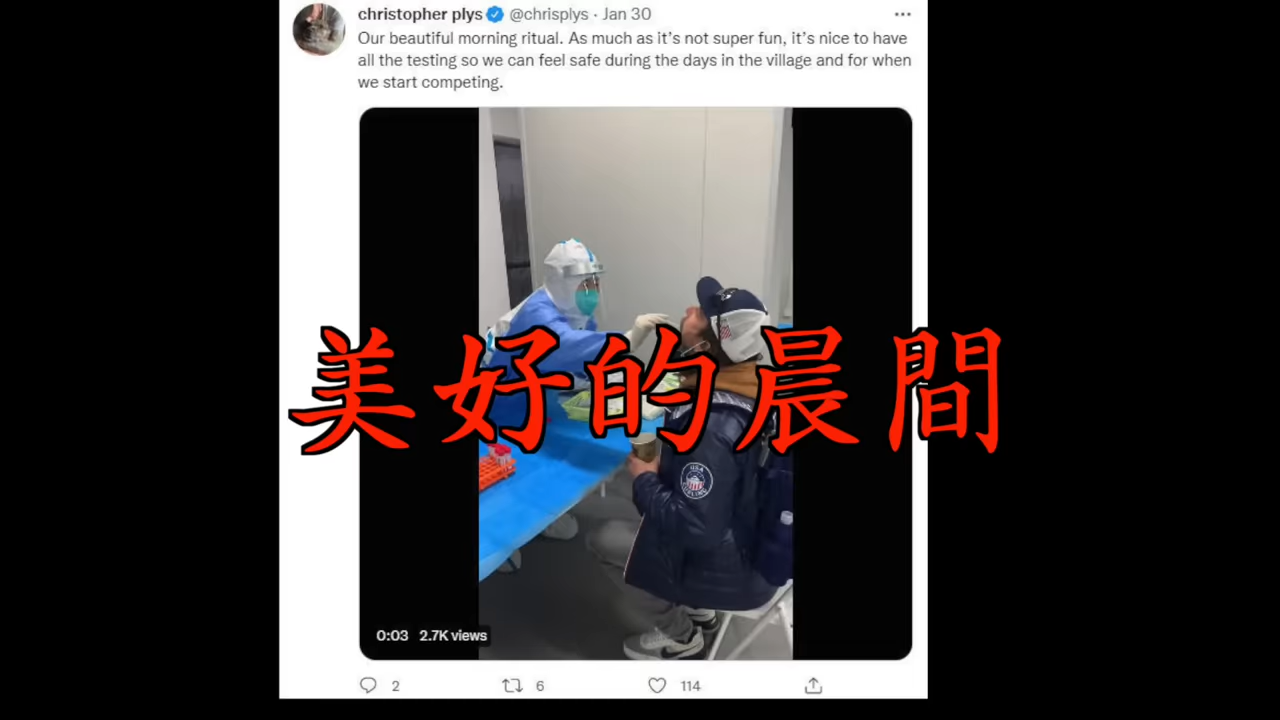 christopher plys @chrisplys · Jan 30
Our beautiful morning ritual. As much as it's not super fun, it's nice to have
all the testing so we can feel safe during the days in the village and for when
we start competing.
美好的晨間
USA
CURLING
0:03 2.7K views
2 6 114